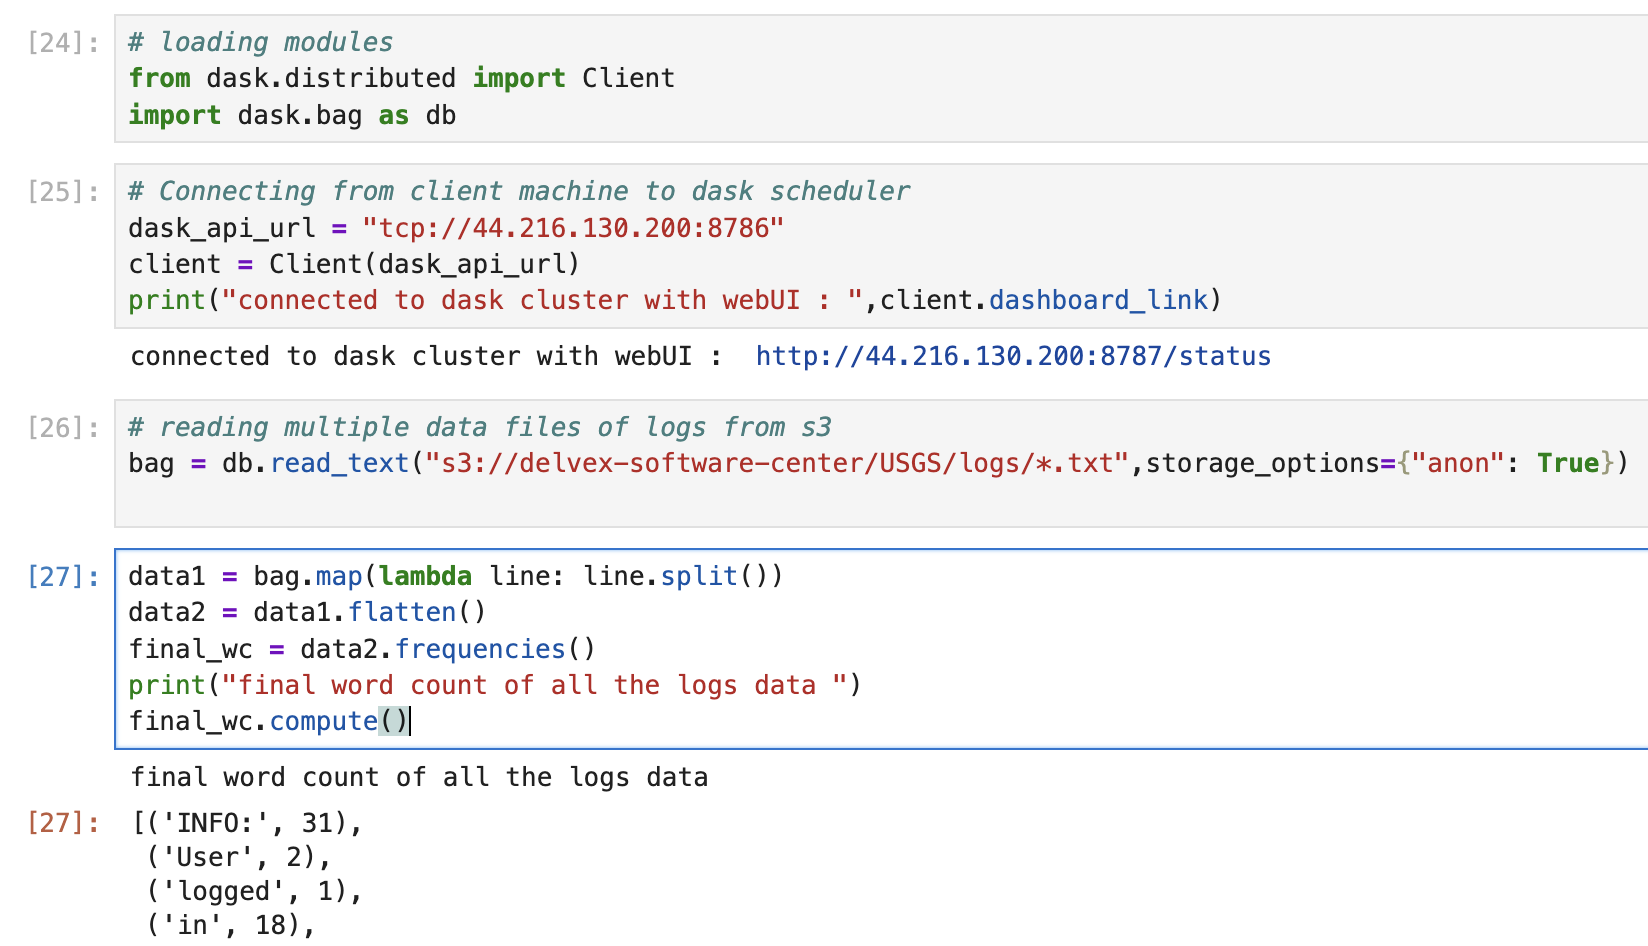 [24]: # loading modules
from dask.distributed import Client
import dask.bag as db
[25]: # Connecting from client machine to dask scheduler
dask_api_url = "tcp://44.216.130.200:8786"
client = Client(dask_api_url)
print("connected to dask cluster with webUI : ",client.dashboard_link)
connected to dask cluster with webUI :  http://44.216.130.200:8787/status
[26]: # reading multiple data files of logs from s3
bag = db.read_text("s3://delvex-software-center/USGS/logs/*.txt",storage_options={"anon": True})
[27]: data1 = bag.map(lambda line: line.split())
data2 = data1.flatten()
final_wc = data2.frequencies()
print("final word count of all the logs data ")
final_wc.compute()
final word count of all the logs data
[27]: [('INFO:', 31),
('User', 2),
('logged', 1),
('in', 18),